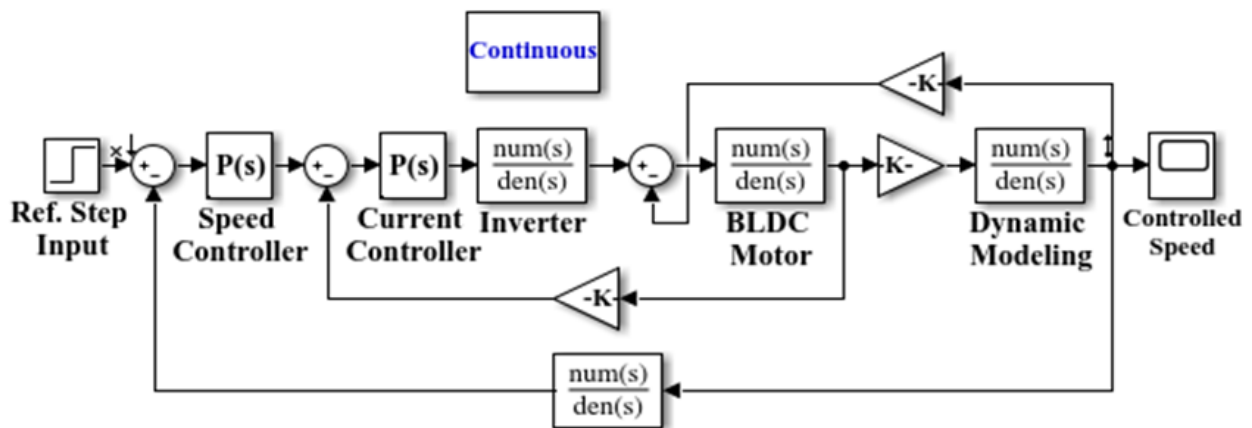 Continuous
-K-
+
−
P(s)
+
−
P(s)
num(s)
den(s)
+
−
num(s)
den(s)
-K-
num(s)
den(s)
Ref. Step
Input
Speed
Controller
Current
Controller
Inverter
BLDC
Motor
Dynamic
Modeling
Controlled
Speed
-K-
num(s)
den(s)